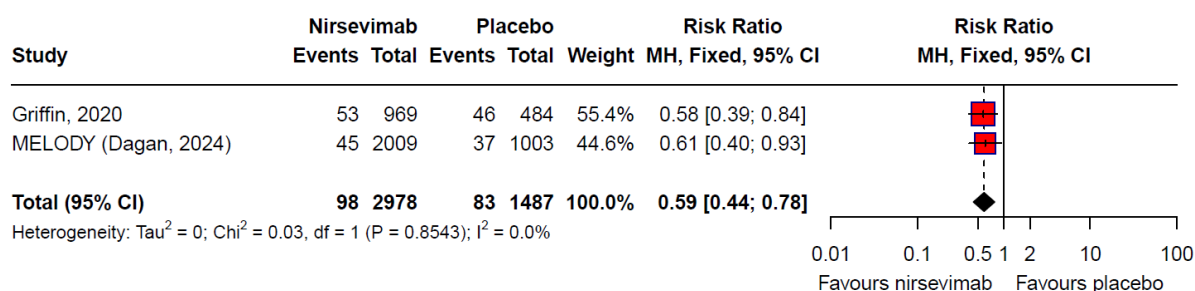 Nirsevimab Placebo Risk Ratio Risk Ratio
Study Events Total Events Total Weight MH, Fixed, 95% CI MH, Fixed, 95% CI
Griffin, 2020 53 969 46 484 55.4% 0.58 [0.39; 0.84]
MELODY (Dagan, 2024) 45 2009 37 1003 44.6% 0.61 [0.40; 0.93]
Total (95% CI) 98 2978 83 1487 100.0% 0.59 [0.44; 0.78]
Heterogeneity: Tau² = 0; Chi² = 0.03, df = 1 (P = 0.8543); I² = 0.0%
0.01 0.1 0.5 1 2 10 100
Favours nirsevimab Favours placebo